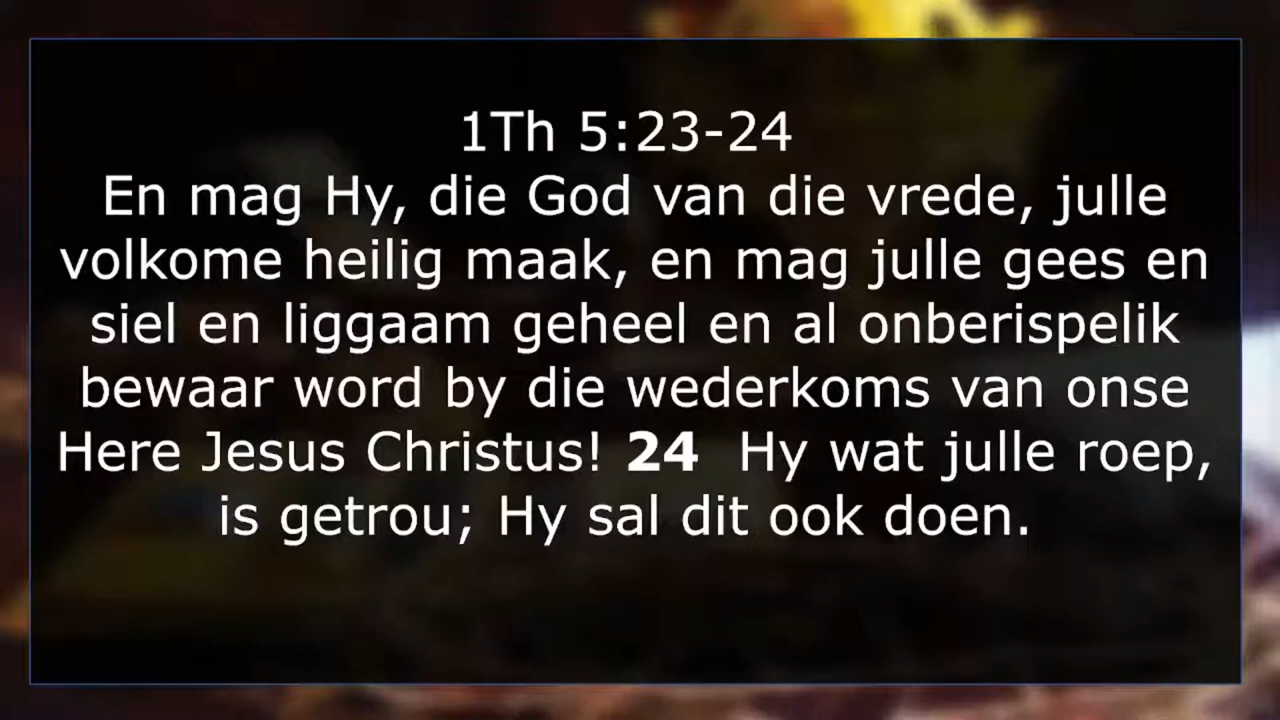 1Th 5:23-24
En mag Hy, die God van die vrede, julle
volkome heilig maak, en mag julle gees en
siel en liggaam geheel en al onberispelik
bewaar word by die wederkoms van onse
Here Jesus Christus! 24 Hy wat julle roep,
is getrou; Hy sal dit ook doen.